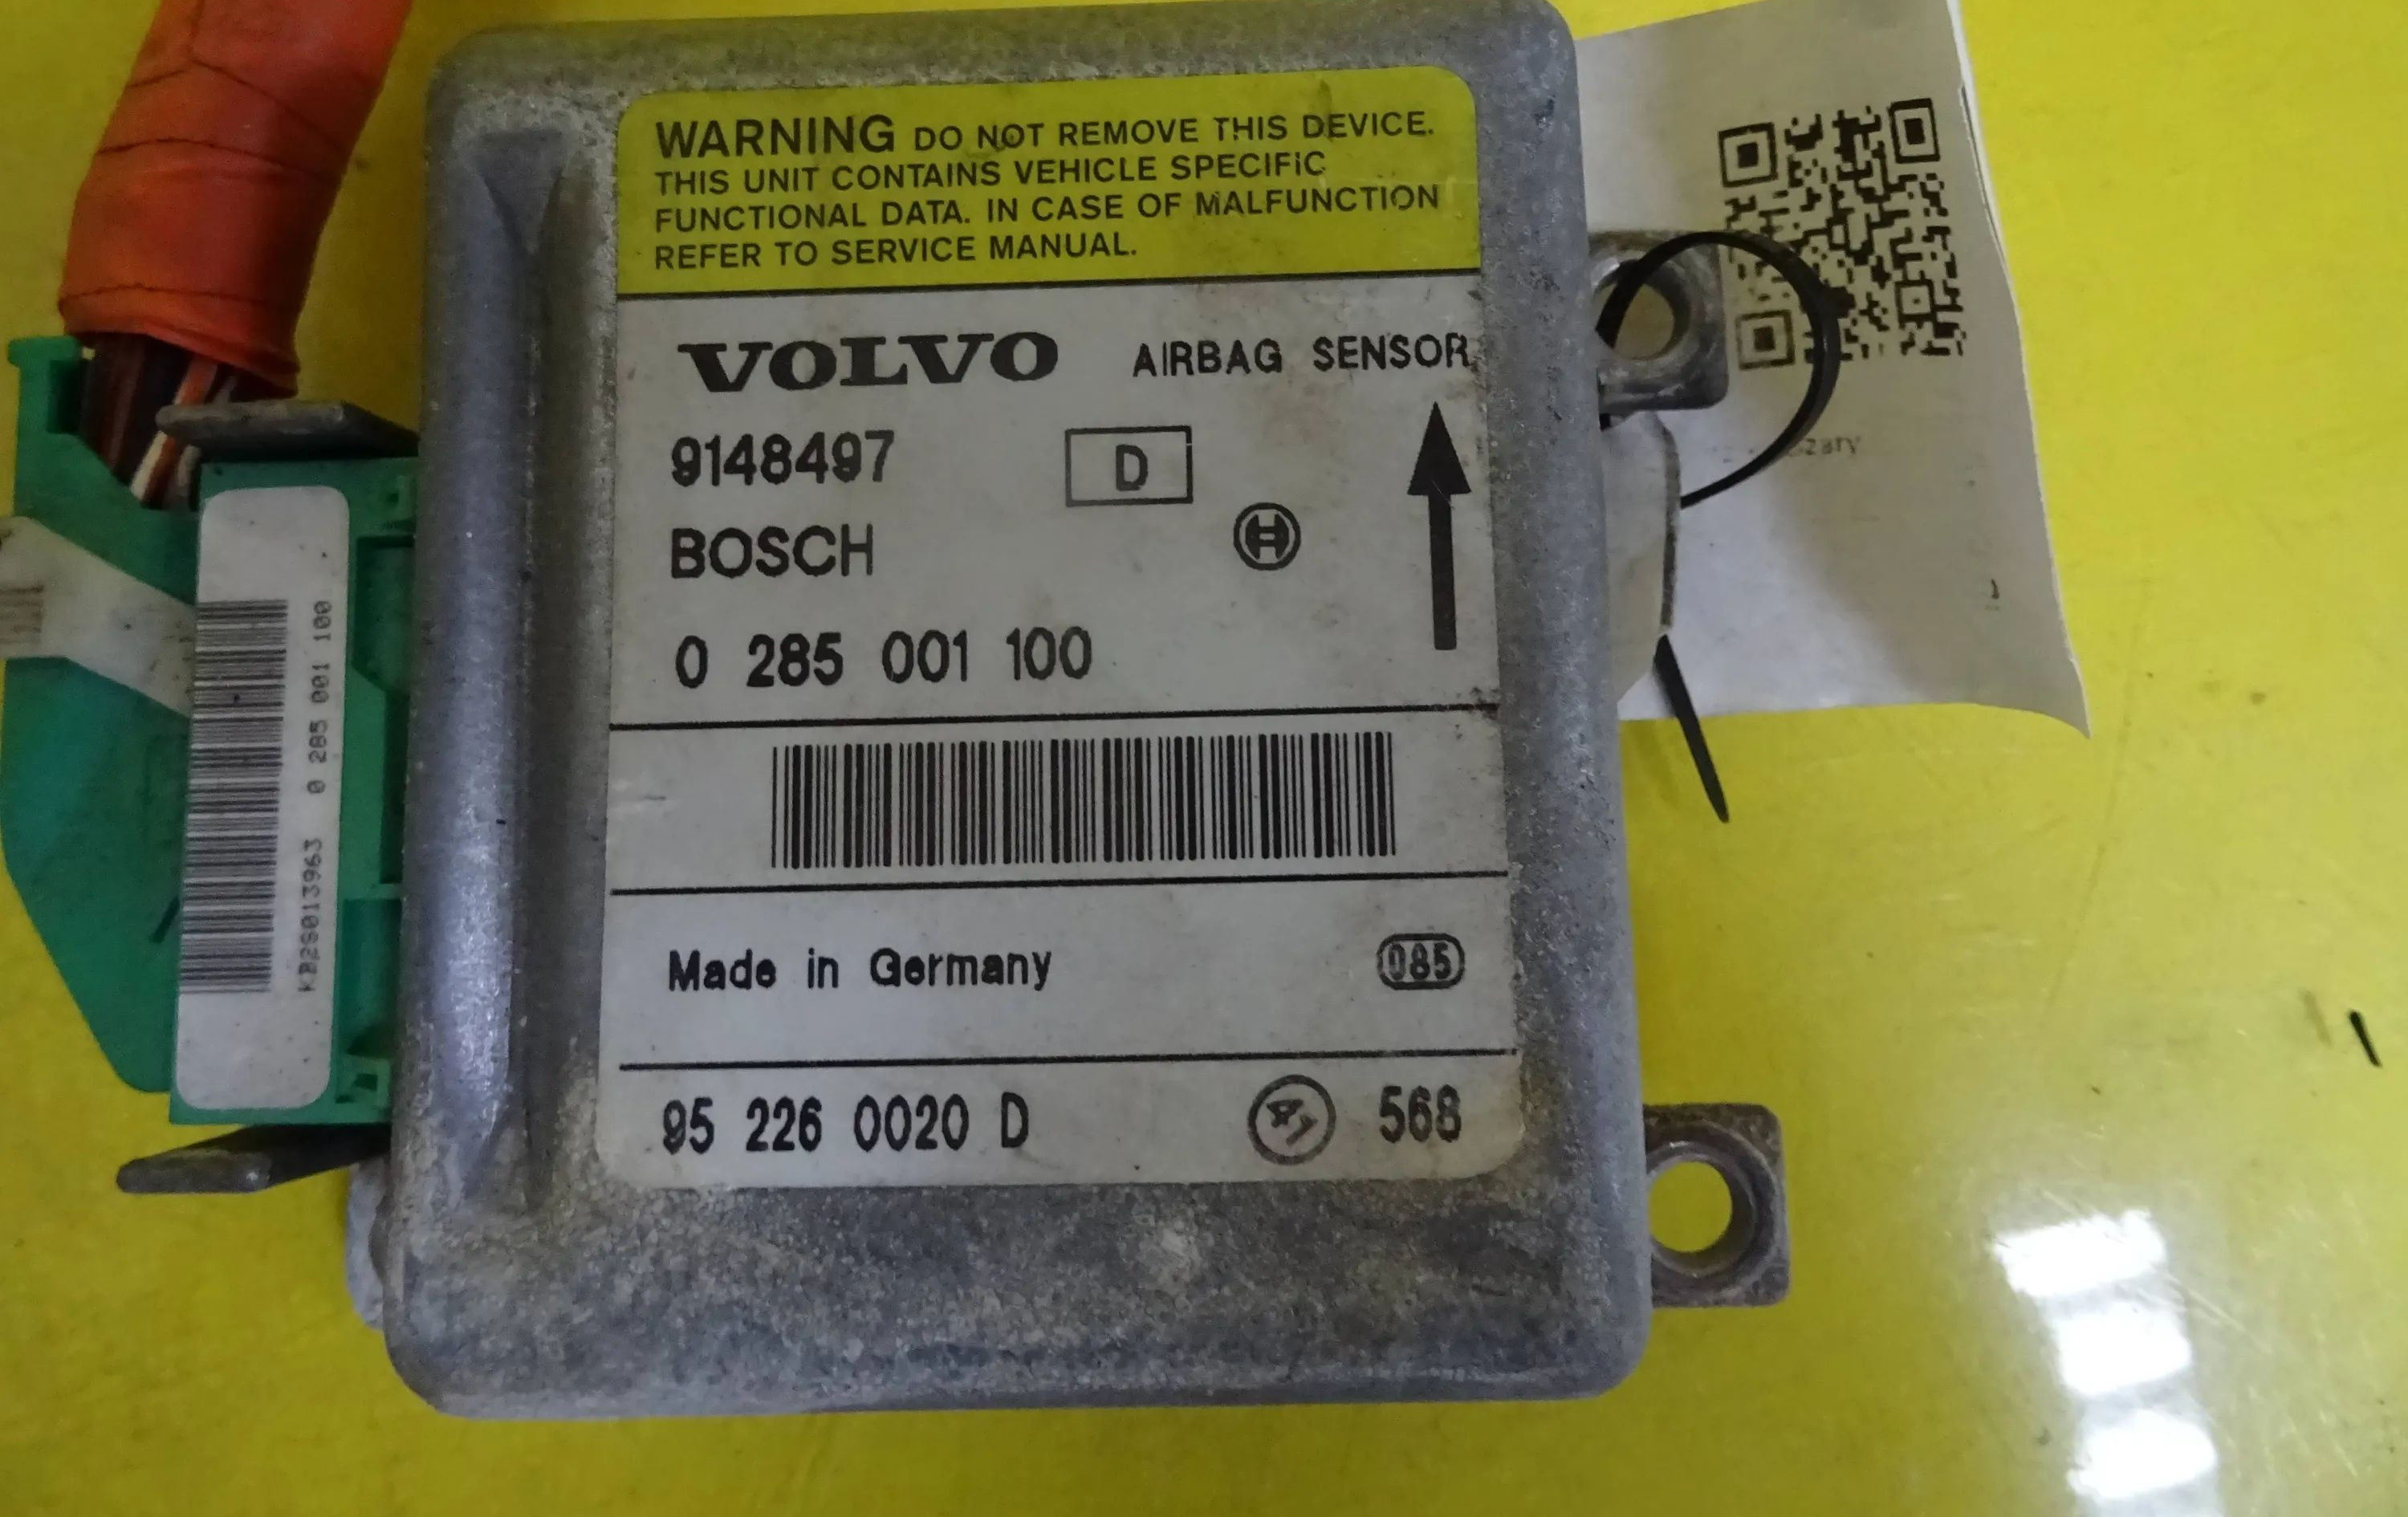 WARNING DO NOT REMOVE THIS DEVICE.
THIS UNIT CONTAINS VEHICLE SPECIFIC
FUNCTIONAL DATA. IN CASE OF MALFUNCTION
REFER TO SERVICE MANUAL.
VOLVO AIRBAG SENSOR
9148497 D
BOSCH
0 285 001 100
Made in Germany 085
95 226 0020 D 568
0 285 001 100